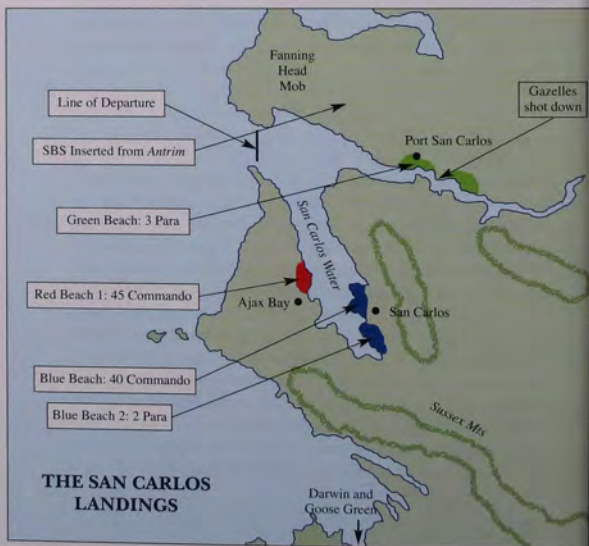 Fanning
Head
Mob
Line of Departure
Gazelles
shot down
SBS Inserted from Antrim
Port San Carlos
Green Beach: 3 Para
San Carlos Water
Red Beach 1: 45 Commando
Ajax Bay
San Carlos
Blue Beach: 40 Commando
Blue Beach 2: 2 Para
Sussex Mts
THE SAN CARLOS
LANDINGS
Darwin and
Goose Green